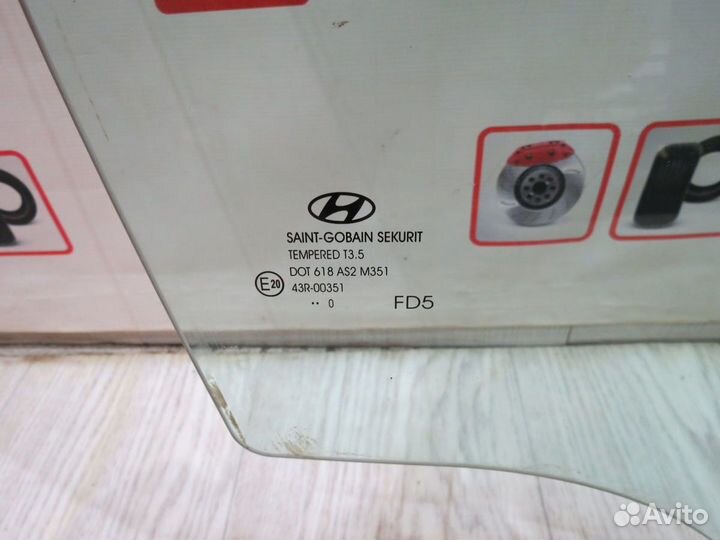 SAINT-GOBAIN SEKURIT
TEMPERED T3.5
DOT 618 AS2 M351
E20
43R-00351
·· 0
FD5
Avito